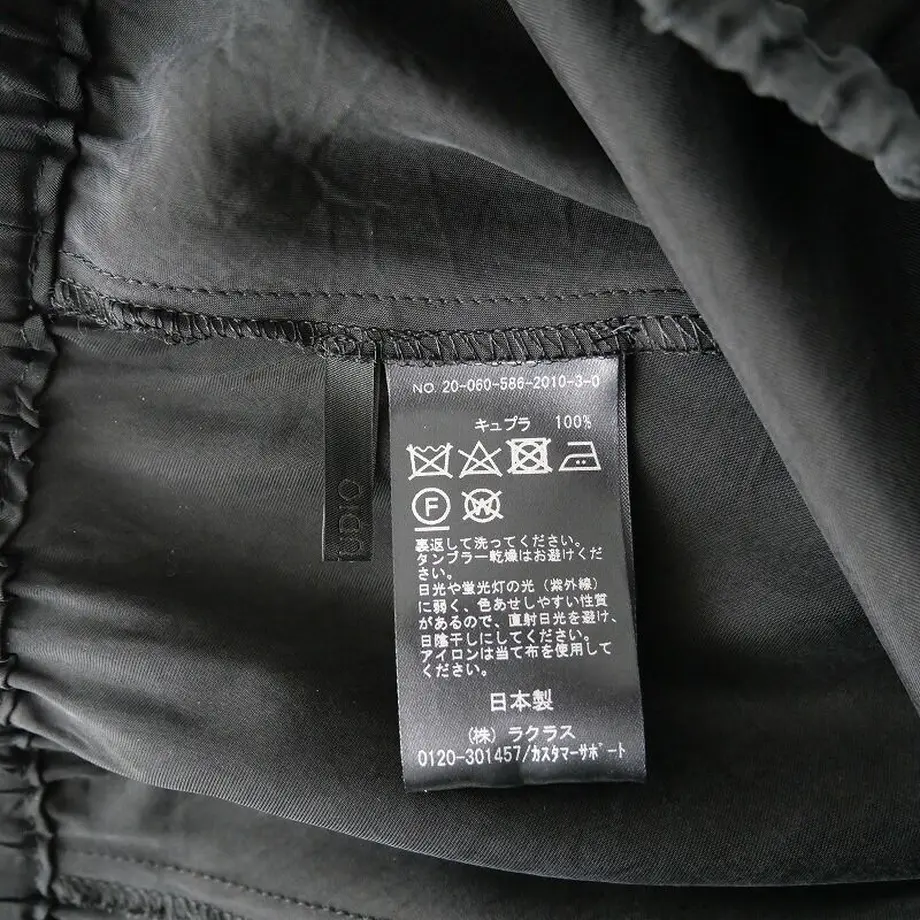 NO. 20-060-586-2010-3-0
キュプラ 100%
F
W
裏返して洗ってください。
タンブラー乾燥はお避けくだ
さい。
日光や蛍光灯の光（紫外線）
に弱く、色あせしやすい性質
があるので、直射日光を避け、
日陰干しにしてください。
アイロンは当て布を使用して
ください。
日本製
（株）ラクラス
0120-301457/カスタマーサポート
UDIO